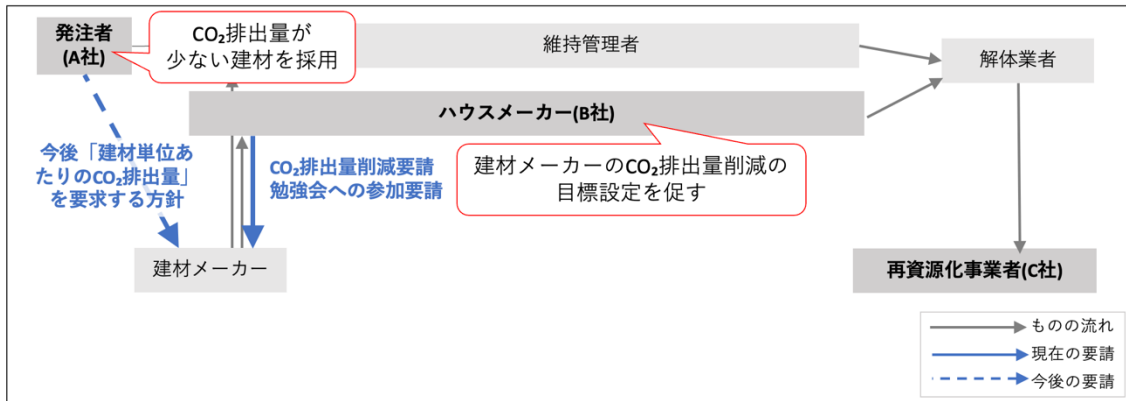 発注者
(A社)
CO₂排出量が
少ない建材を採用
維持管理者
解体業者
ハウスメーカー(B社)
今後「建材単位あ
たりのCO₂排出量」
を要求する方針
CO₂排出量削減要請
勉強会への参加要請
建材メーカーのCO₂排出量削減の
目標設定を促す
建材メーカー
再資源化事業者(C社)
ものの流れ
現在の要請
今後の要請